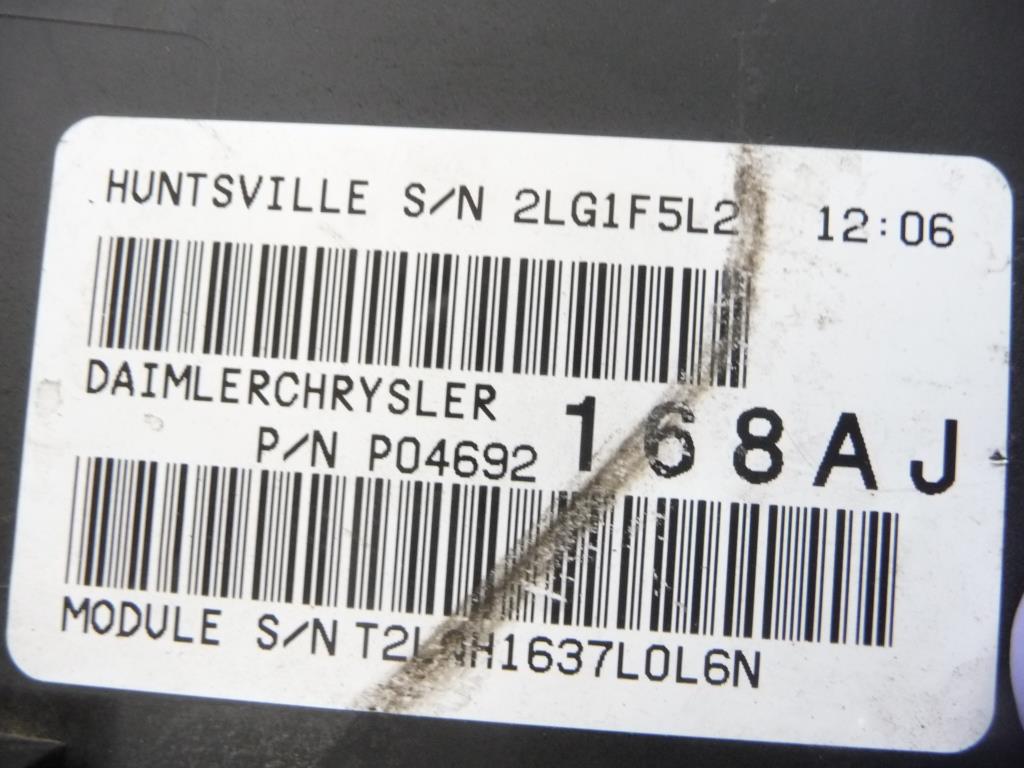 HUNTSVILLE S/N 2LG1F5L2 12:06
DAIMLERCHRYSLER
P/N P04692 168AJ
MODULE S/N